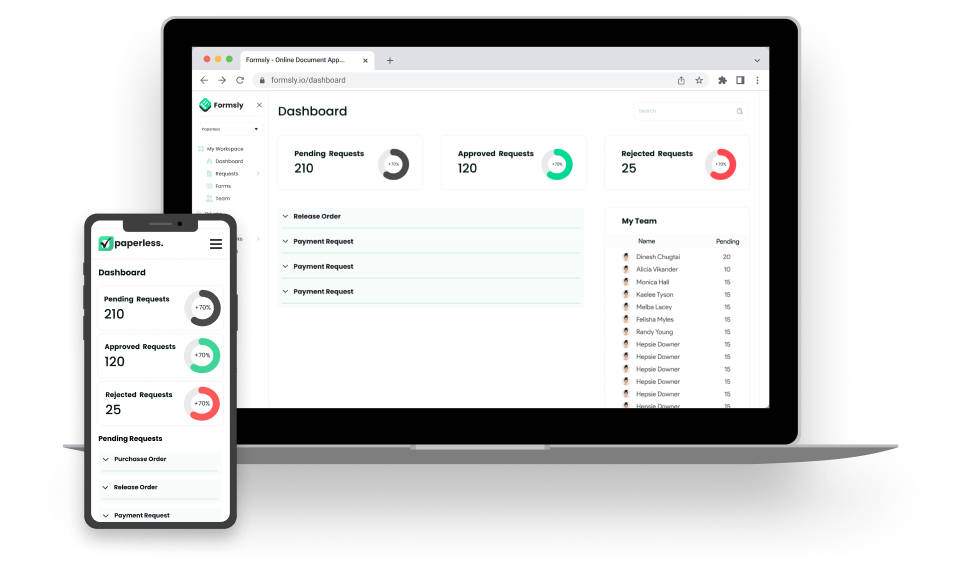 Formsly - Online Document App...
formsly.io/dashboard
Formsly
Paperless
My Workspace
Dashboard
Requests
Forms
Team
Dashboard
Search
Pending Requests
210
+70%
Approved Requests
120
+70%
Rejected Requests
25
+70%
Release Order
Payment Request
Payment Request
Payment Request
My Team
Name Pending
Dinesh Chugtai 20
Alicia Vikander 10
Monica Hall 15
Kaelee Tyson 15
Melba Lacey 15
Felisha Myles 15
Randy Young 15
Hepsie Downer 15
Hepsie Downer 15
Hepsie Downer 15
Hepsie Downer 15
Hepsie Downer 15
Hepsie Downer 15
paperless.
Dashboard
Pending Requests
210
+70%
Approved Requests
120
+70%
Rejected Requests
25
+70%
Pending Requests
Purchasse Order
Release Order
Payment Request